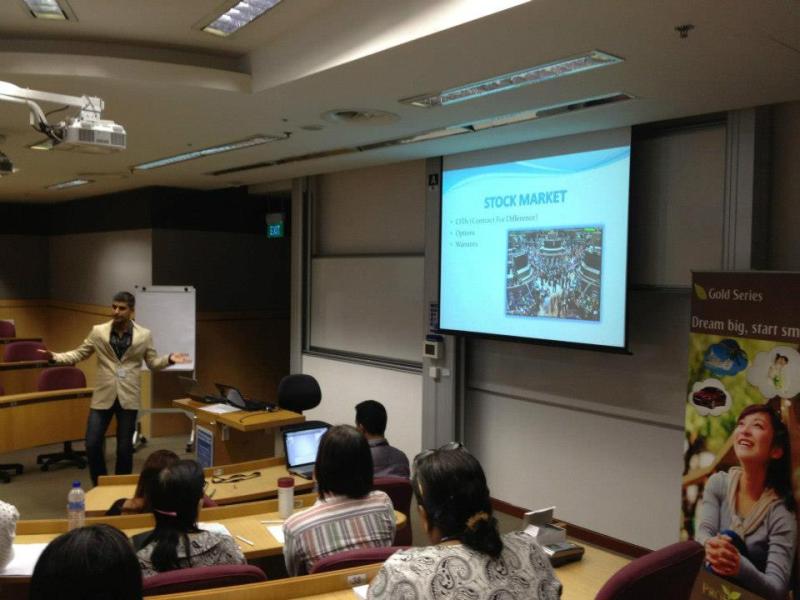 STOCK MARKET
• CFDs (Contract For Difference)
• Options
• Warrants
EXIT
A
Gold Series
Dream big, start sm